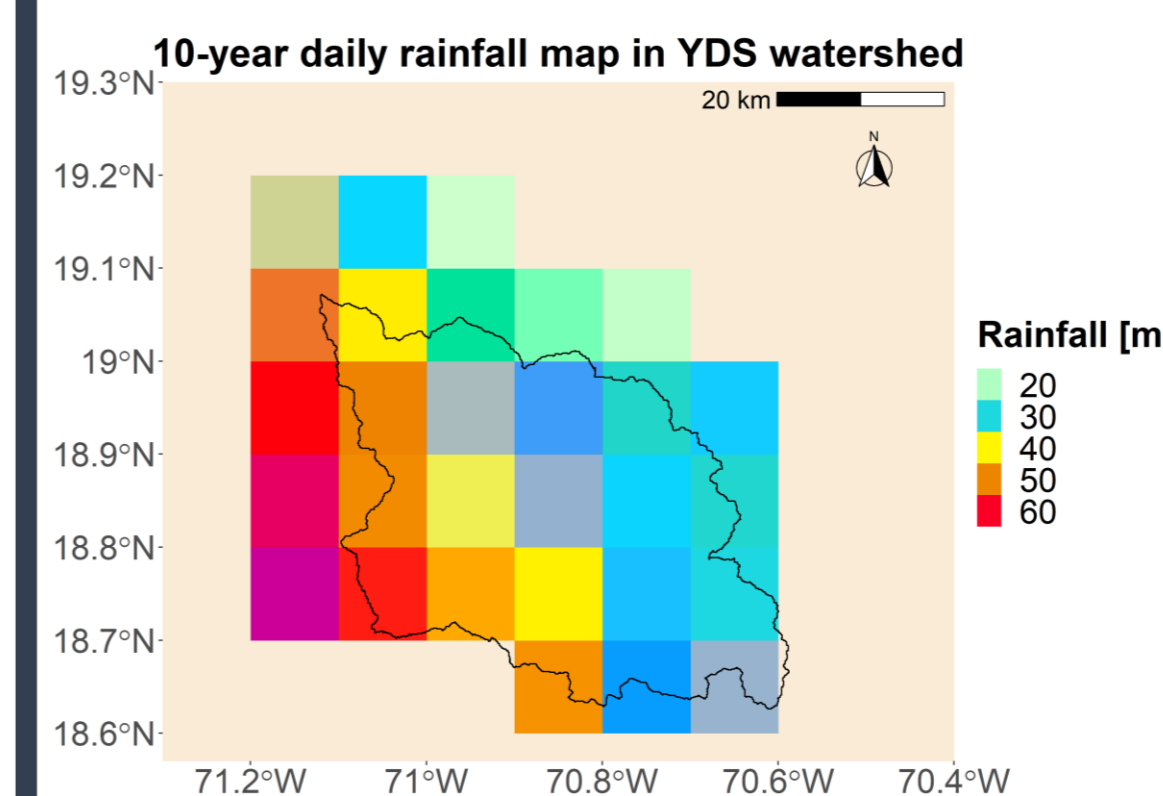 10-year daily rainfall map in YDS watershed
19.3°N
20 km
N
19.2°N
19.1°N
19°N
18.9°N
18.8°N
18.7°N
18.6°N
71.2°W 71°W 70.8°W 70.6°W 70.4°W
Rainfall [m
20
30
40
50
60